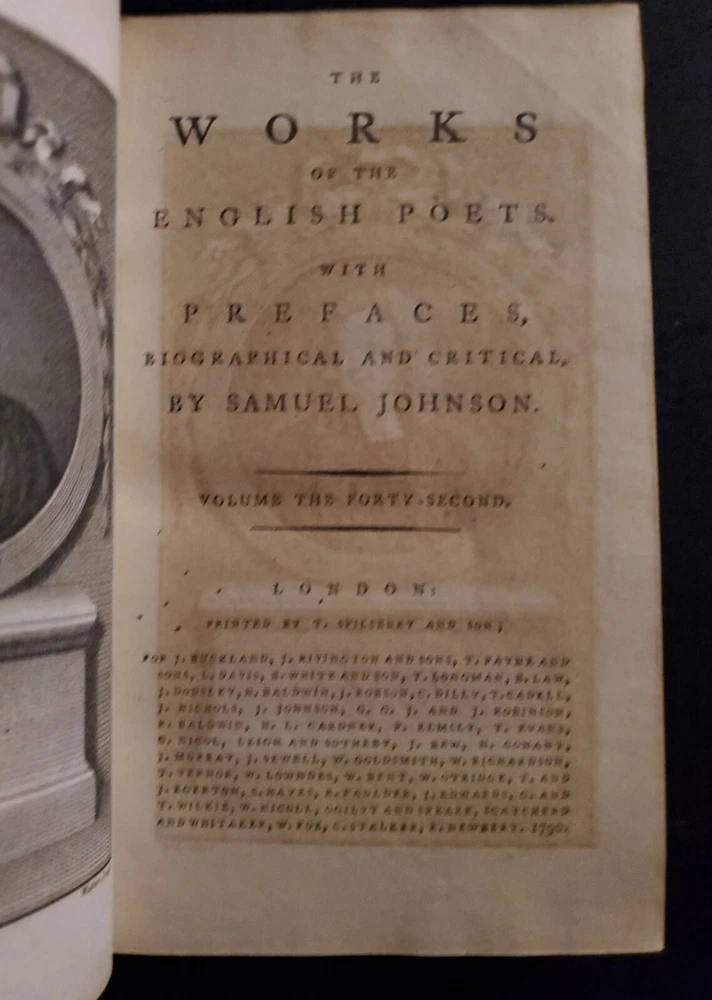 THE
WORKS
OF THE
ENGLISH POETS.
WITH
PREFACES,
BIOGRAPHICAL AND CRITICAL,
BY SAMUEL JOHNSON.
VOLUME THE FORTY-SECOND.
LONDON:
PRINTED BY T. SPILSBURY AND SON;
FOR J. BUCKLAND, J. RIVINGTON AND SONS, T. PAYNE AND
SONS, L. DAVIS, B. WHITE AND SON, T. LONGMAN, B. LAW,
J. DODSLEY, H. BALDWIN, J. ROBSON, C. DILLY, T. CADELL,
J. NICHOLS, J. JOHNSON, G. G. J. AND J. ROBINSON,
R. BALDWIN, H. L. GARDNER, P. ELMSLY, T. EVANS,
G. NICOL, LEIGH AND SOTHEBY, J. BEW, N. CONANT,
J. MURRAY, J. SEWELL, W. GOLDSMITH, W. RICHARDSON,
T. VERNOR, W. LOWNDES, W. BENT, W. OTRIDGE, T. AND
J. EGERTON, S. HAYES, R. FAULDER, J. EDWARDS, G. AND
T. WILKIE, W. NICOLL, OGILVY AND SPEARE, SCATCHERD
AND WHITAKER, W. FOX, C. STALKER, E. NEWBERY. 1790.